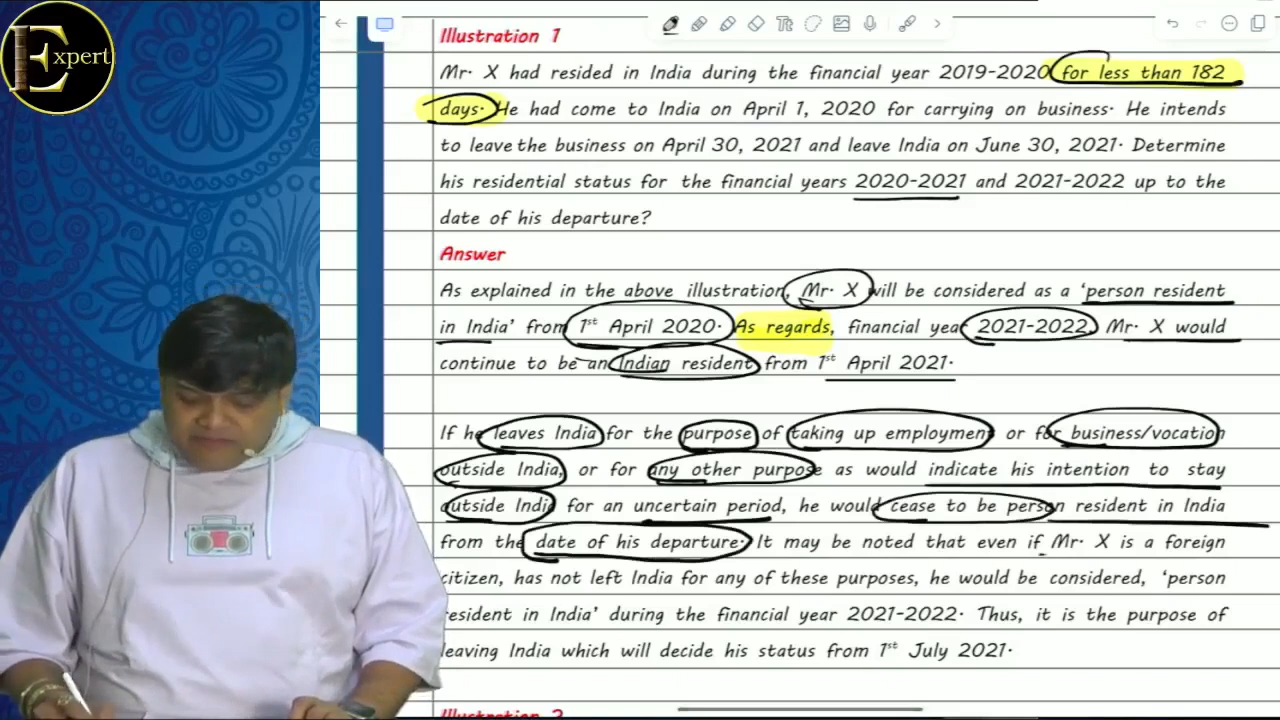 Expert
Illustration 1
Mr. X had resided in India during the financial year 2019-2020 for less than 182
days. He had come to India on April 1, 2020 for carrying on business. He intends
to leave the business on April 30, 2021 and leave India on June 30, 2021. Determine
his residential status for the financial years 2020-2021 and 2021-2022 up to the
date of his departure?
Answer
As explained in the above illustration, Mr. X will be considered as a 'person resident
in India' from 1st April 2020. As regards, financial year 2021-2022, Mr. X would
continue to be an Indian resident from 1st April 2021.
If he leaves India for the purpose of taking up employment or for business/vocation
outside India, or for any other purpose as would indicate his intention to stay
outside India for an uncertain period, he would cease to be person resident in India
from the date of his departure. It may be noted that even if Mr. X is a foreign
citizen, has not left India for any of these purposes, he would be considered, 'person
resident in India' during the financial year 2021-2022. Thus, it is the purpose of
leaving India which will decide his status from 1st July 2021.
Illustration 2